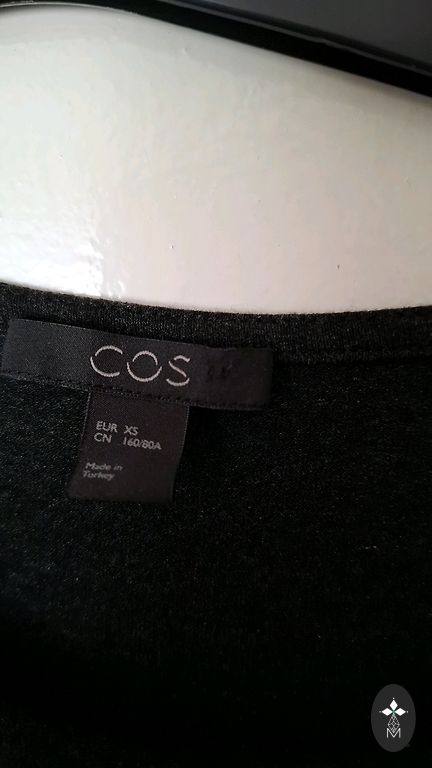 COS
EUR XS
CN 160/80A
Made in
Turkey
M